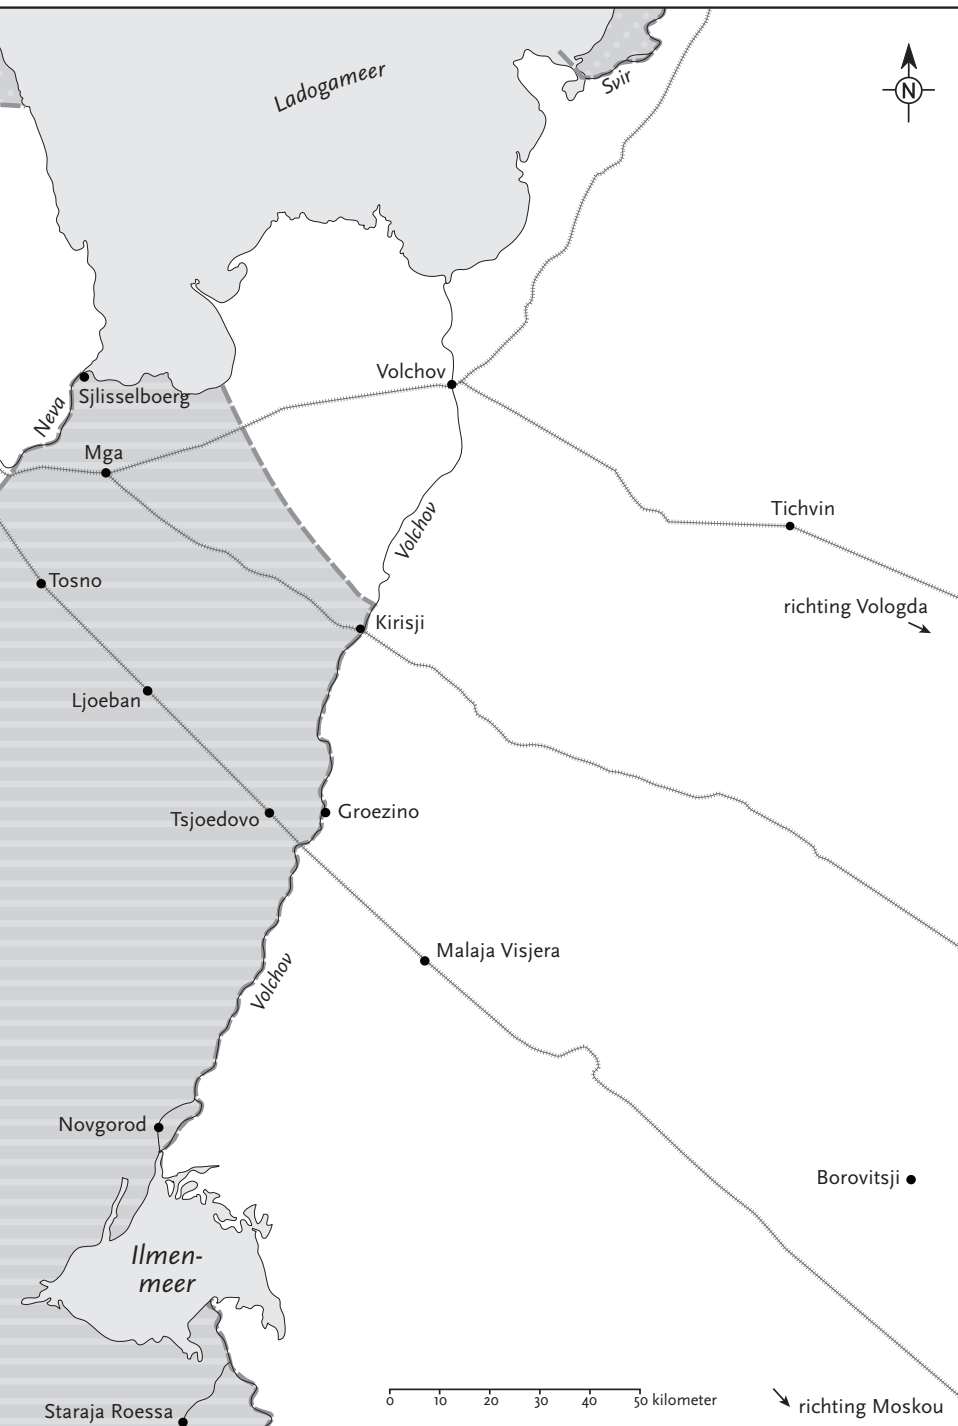 Ladogameer
Svir
N
Volchov
Sjlisselboerg
Neva
Mga
Volchov
Tichvin
Tosno
richting Vologda
Kirisji
Ljoeban
Tsjoedovo
Groezino
Malaja Visjera
Volchov
Novgorod
Borovitsji
Ilmen-
meer
0 10 20 30 40 50 kilometer
richting Moskou
Staraja Roessa